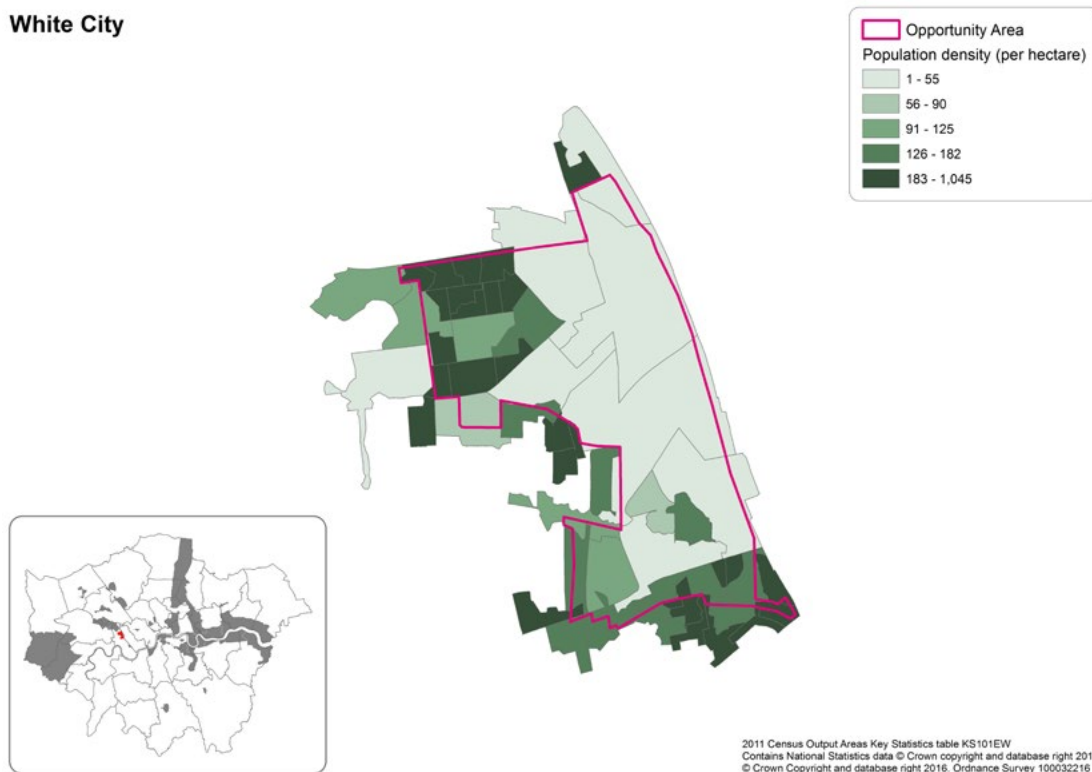 White City
Opportunity Area
Population density (per hectare)
1 - 55
56 - 90
91 - 125
126 - 182
183 - 1,045
2011 Census Output Areas Key Statistics table KS101EW
Contains National Statistics data © Crown copyright and database right 201
© Crown Copyright and database right 2016. Ordnance Survey 100032216